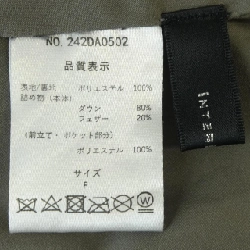 NO. 242DA0502
品質表示
表地/裏地 ポリエステル 100%
詰め物(本体)
ダウン 80%
フェザー 20%
(前立て・ポケット部分)
ポリエステル 100%
サイズ
F
INTER